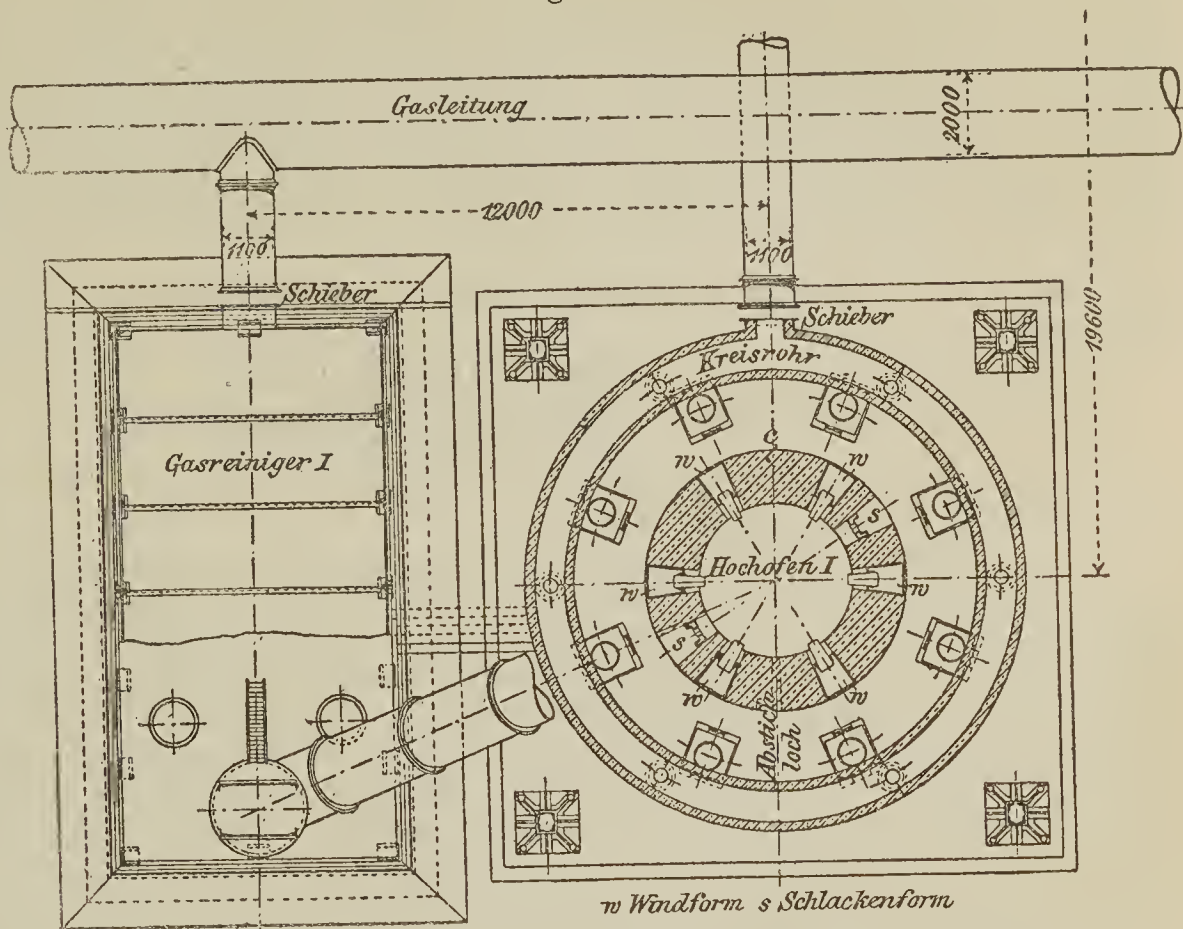 Gasleitung
2000
12000
1100
1100
Schieber
Schieber
19600
Kreisrohr
c
w
w
Gasreiniger I
s
Hochofen I
w
w
s
w
w
Abstich-
loch
w Windform s Schlackenform